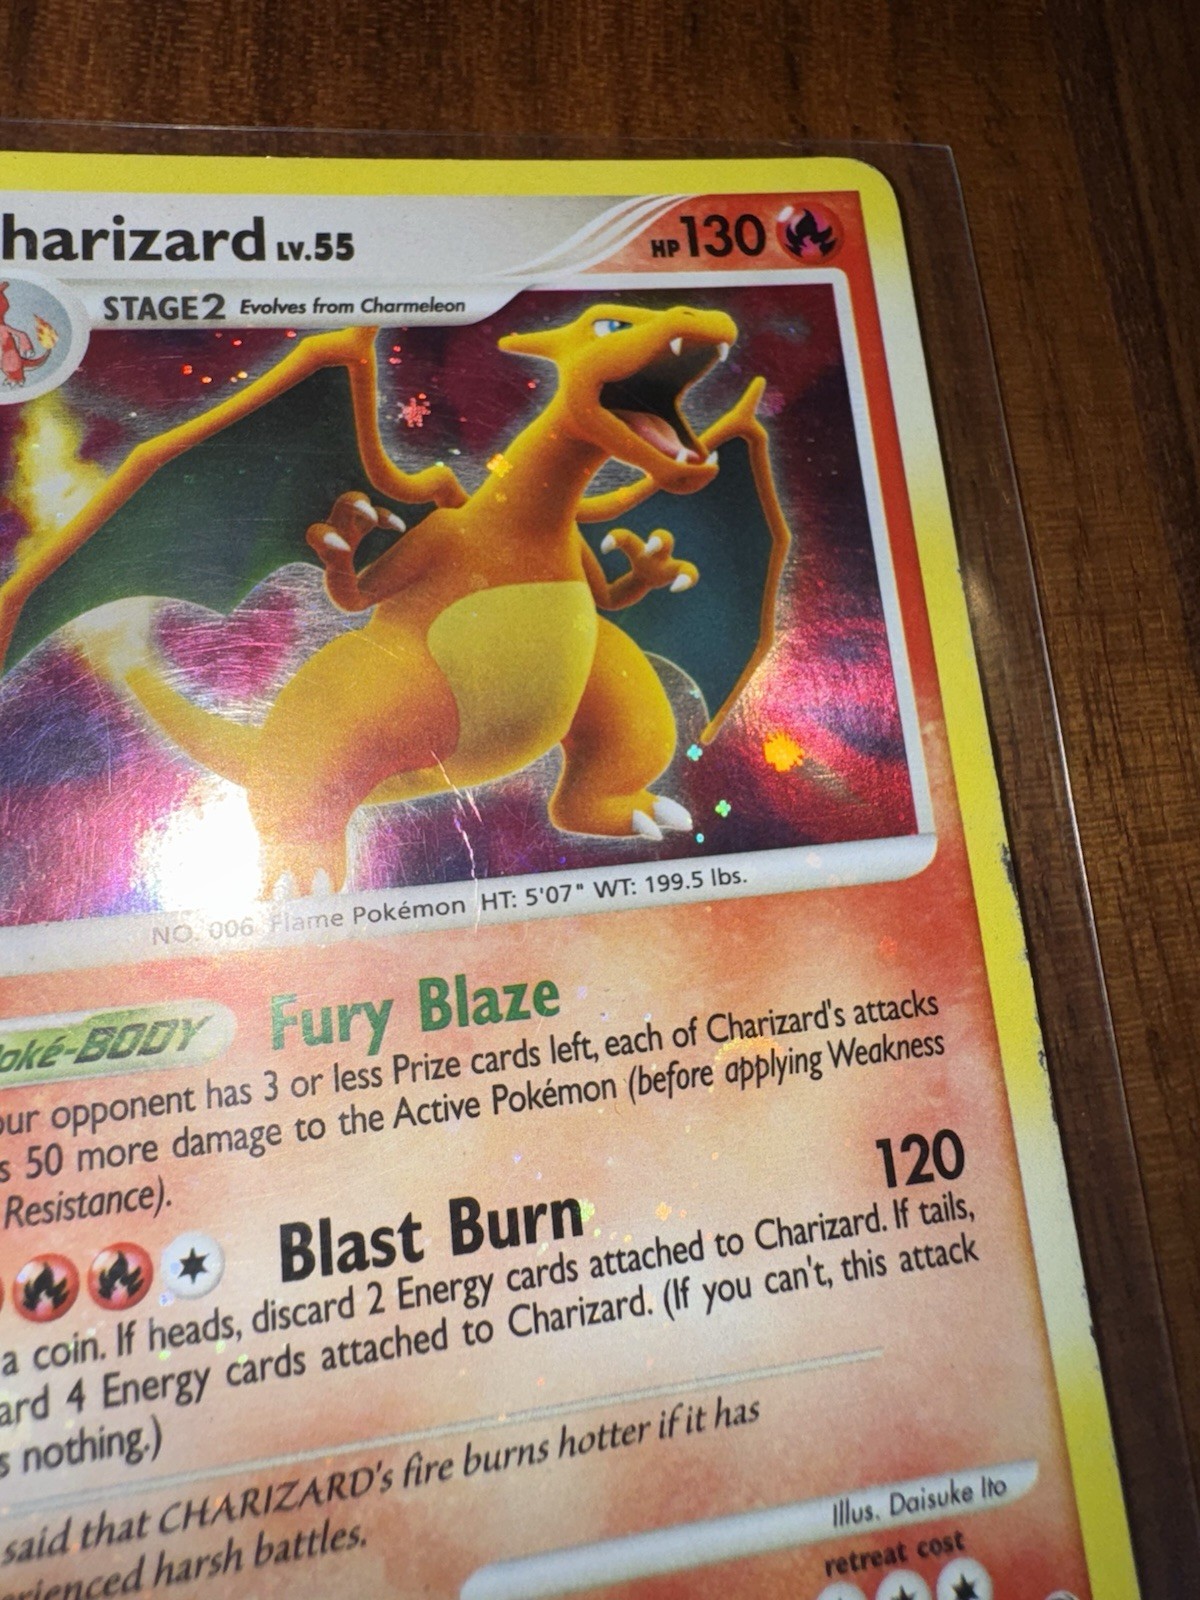 harizard LV.55 HP 130
STAGE2 Evolves from Charmeleon
NO. 006 Flame Pokémon HT: 5'07" WT: 199.5 lbs.
oké-BODY Fury Blaze
our opponent has 3 or less Prize cards left, each of Charizard's attacks
s 50 more damage to the Active Pokémon (before applying Weakness
Resistance).
Blast Burn 120
a coin. If heads, discard 2 Energy cards attached to Charizard. If tails,
ard 4 Energy cards attached to Charizard. (If you can't, this attack
s nothing.)
said that CHARIZARD's fire burns hotter if it has
erienced harsh battles.
Illus. Daisuke Ito
retreat cost